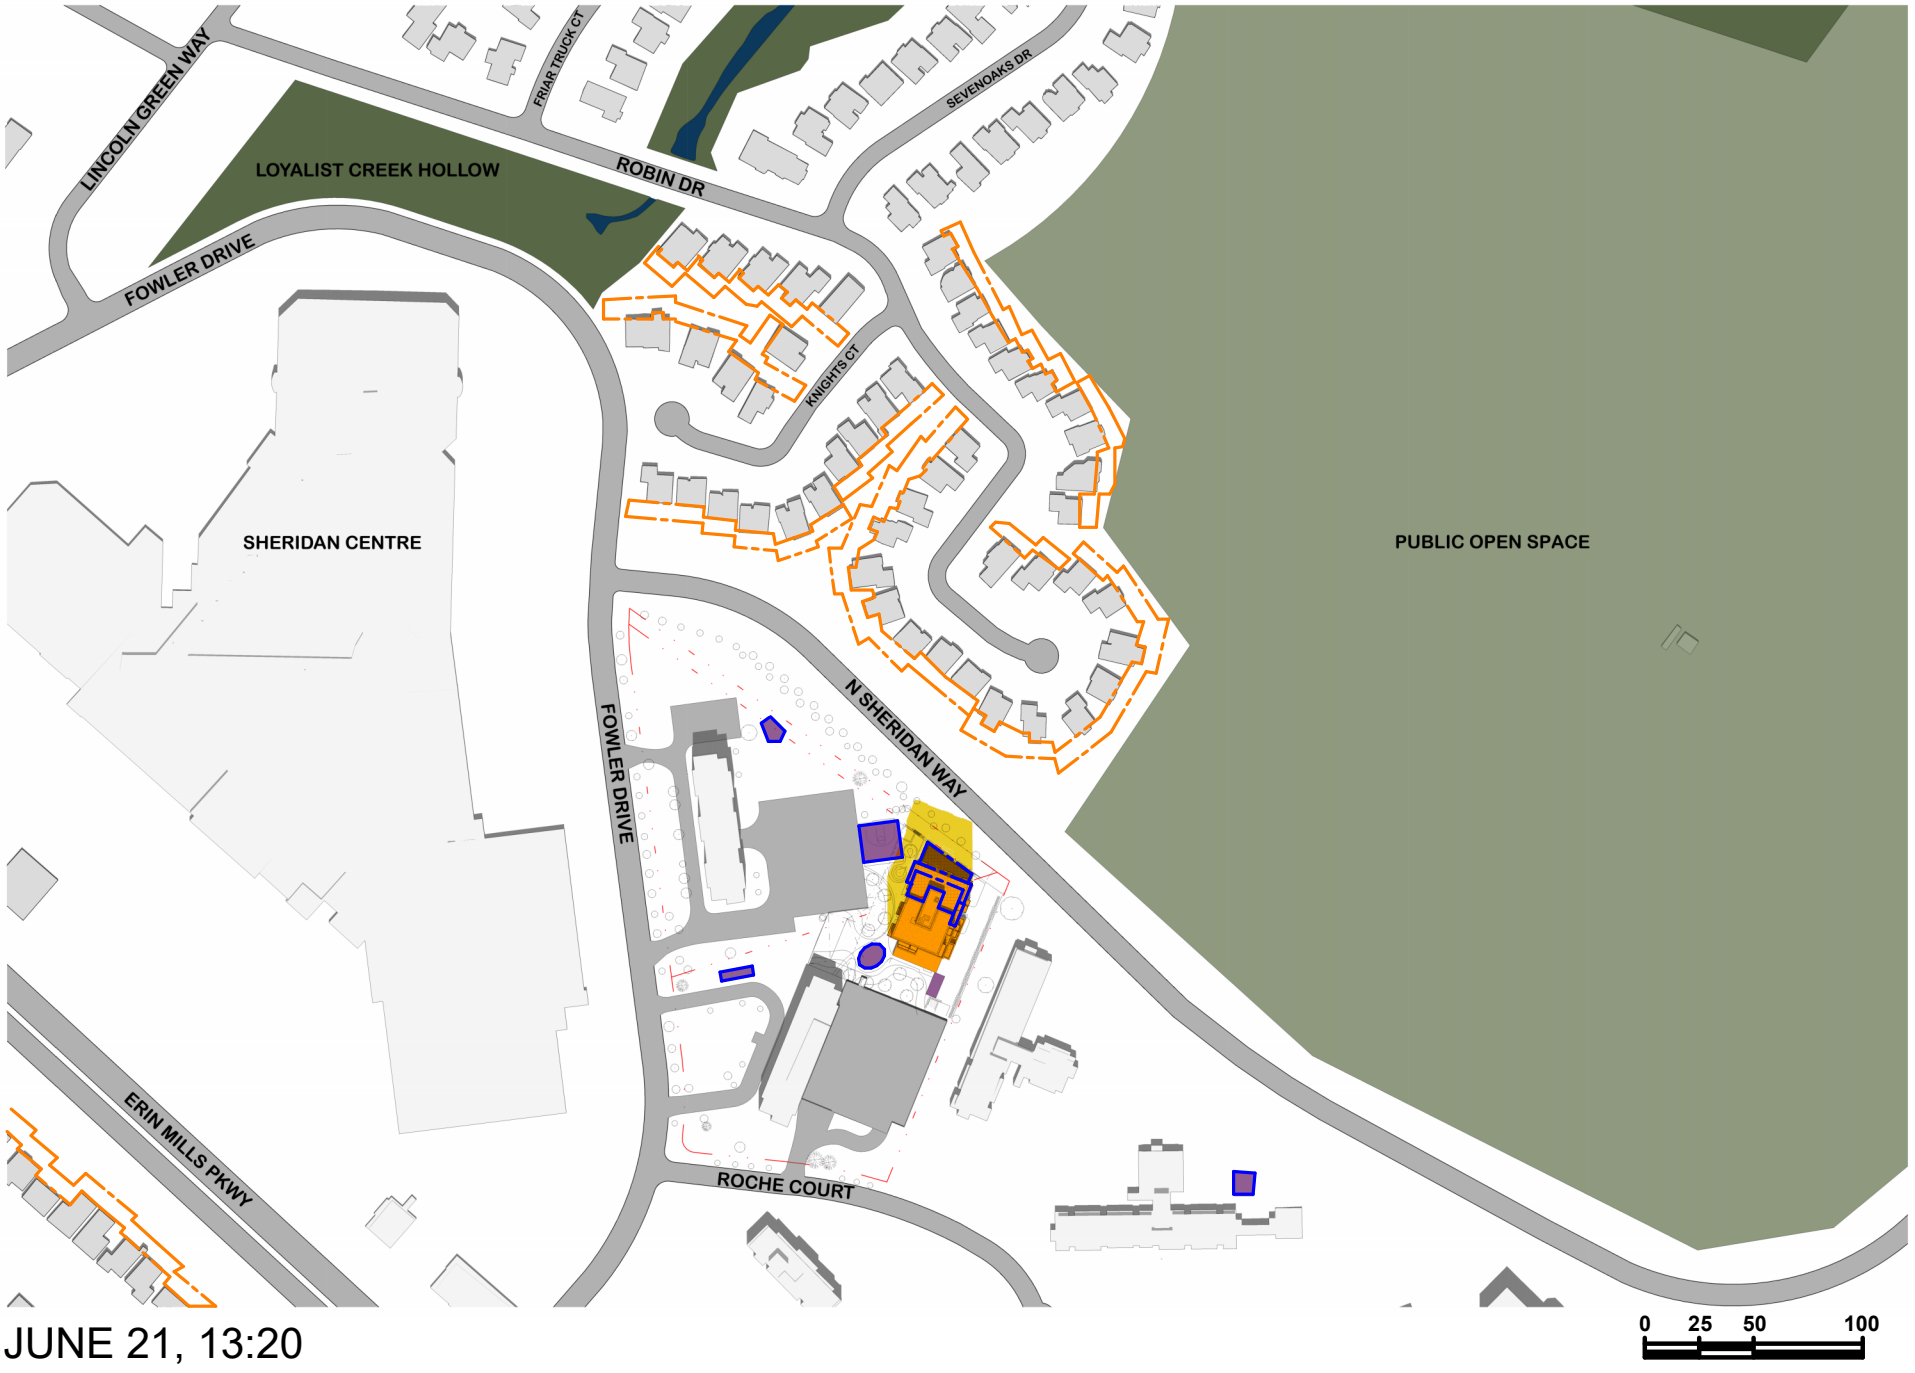 FRIAR TRUCK CT
LINCOLN GREEN WAY
SEVENOAKS DR
LOYALIST CREEK HOLLOW
ROBIN DR
FOWLER DRIVE
KNIGHTS CT
SHERIDAN CENTRE
PUBLIC OPEN SPACE
N SHERIDAN WAY
FOWLER DRIVE
ERIN MILLS PKWY
ROCHE COURT
JUNE 21, 13:20
0 25 50 100